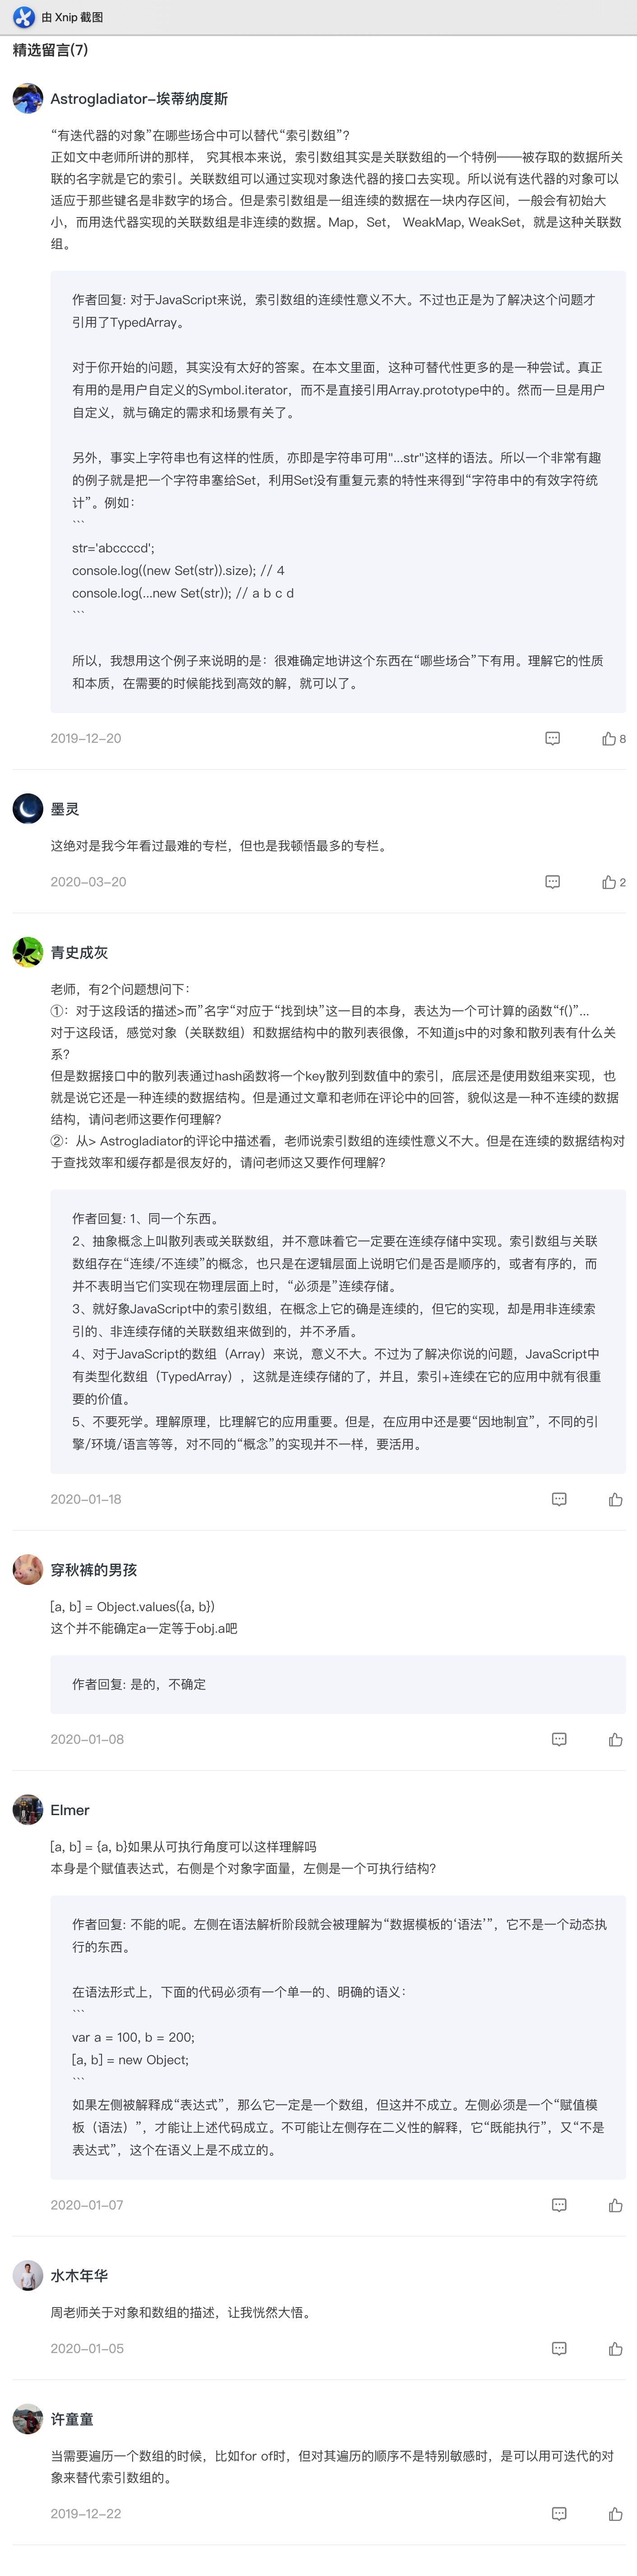 由 Xnip 截图
精选留言(7)
Astrogladiator-埃蒂纳度斯
“有迭代器的对象”在哪些场合中可以替代“索引数组”?
正如文中老师所讲的那样， 究其根本来说，索引数组其实是关联数组的一个特例——被存取的数据所关
联的名字就是它的索引。关联数组可以通过实现对象迭代器的接口去实现。所以说有迭代器的对象可以
适应于那些键名是非数字的场合。但是索引数组是一组连续的数据在一块内存区间，一般会有初始大
小，而用迭代器实现的关联数组是非连续的数据。Map，Set， WeakMap, WeakSet，就是这种关联数
组。
作者回复: 对于JavaScript来说，索引数组的连续性意义不大。不过也正是为了解决这个问题才
引用了TypedArray。
对于你开始的问题，其实没有太好的答案。在本文里面，这种可替代性更多的是一种尝试。真正
有用的是用户自定义的Symbol.iterator，而不是直接引用Array.prototype中的。然而一旦是用户
自定义，就与确定的需求和场景有关了。
另外，事实上字符串也有这样的性质，亦即是字符串可用"...str"这样的语法。所以一个非常有趣
的例子就是把一个字符串塞给Set，利用Set没有重复元素的特性来得到“字符串中的有效字符统
计”。例如：
```
str='abccccd';
console.log((new Set(str)).size); // 4
console.log(...new Set(str)); // a b c d
```
所以，我想用这个例子来说明的是：很难确定地讲这个东西在“哪些场合”下有用。理解它的性质
和本质，在需要的时候能找到高效的解，就可以了。
2019-12-20
8
墨灵
这绝对是我今年看过最难的专栏，但也是我顿悟最多的专栏。
2020-03-20
2
青史成灰
老师，有2个问题想问下：
①：对于这段话的描述>而”名字“对应于“找到块”这一目的本身，表达为一个可计算的函数“f()”...
对于这段话，感觉对象（关联数组）和数据结构中的散列表很像，不知道js中的对象和散列表有什么关
系?
但是数据接口中的散列表通过hash函数将一个key散列到数值中的索引，底层还是使用数组来实现，也
就是说它还是一种连续的数据结构。但是通过文章和老师在评论中的回答，貌似这是一种不连续的数据
结构，请问老师这要作何理解?
②：从> Astrogladiator的评论中描述看，老师说索引数组的连续性意义不大。但是在连续的数据结构对
于查找效率和缓存都是很友好的，请问老师这又要作何理解?
作者回复: 1、同一个东西。
2、抽象概念上叫散列表或关联数组，并不意味着它一定要在连续存储中实现。索引数组与关联
数组存在“连续/不连续”的概念，也只是在逻辑层面上说明它们是否是顺序的，或者有序的，而
并不表明当它们实现在物理层面上时，“必须是”连续存储。
3、就好象JavaScript中的索引数组，在概念上它的确是连续的，但它的实现，却是用非连续索
引的、非连续存储的关联数组来做到的，并不矛盾。
4、对于JavaScript的数组（Array）来说，意义不大。不过为了解决你说的问题，JavaScript中
有类型化数组（TypedArray），这就是连续存储的了，并且，索引+连续在它的应用中就有很重
要的价值。
5、不要死学。理解原理，比理解它的应用重要。但是，在应用中还是要“因地制宜”，不同的引
擎/环境/语言等等，对不同的“概念”的实现并不一样，要活用。
2020-01-18
穿秋裤的男孩
[a, b] = Object.values({a, b})
这个并不能确定a一定等于obj.a吧
作者回复: 是的，不确定
2020-01-08
Elmer
[a, b] = {a, b}如果从可执行角度可以这样理解吗
本身是个赋值表达式，右侧是个对象字面量，左侧是一个可执行结构?
作者回复: 不能的呢。左侧在语法解析阶段就会被理解为“数据模板的‘语法’”，它不是一个动态执
行的东西。
在语法形式上，下面的代码必须有一个单一的、明确的语义：
```
var a = 100, b = 200;
[a, b] = new Object;
```
如果左侧被解释成“表达式”，那么它一定是一个数组，但这并不成立。左侧必须是一个“赋值模
板（语法）”，才能让上述代码成立。不可能让左侧存在二义性的解释，它“既能执行”，又“不是
表达式”，这个在语义上是不成立的。
2020-01-07
水木年华
周老师关于对象和数组的描述，让我恍然大悟。
2020-01-05
许童童
当需要遍历一个数组的时候，比如for of时，但对其遍历的顺序不是特别敏感时，是可以用可迭代的对
象来替代索引数组的。
2019-12-22